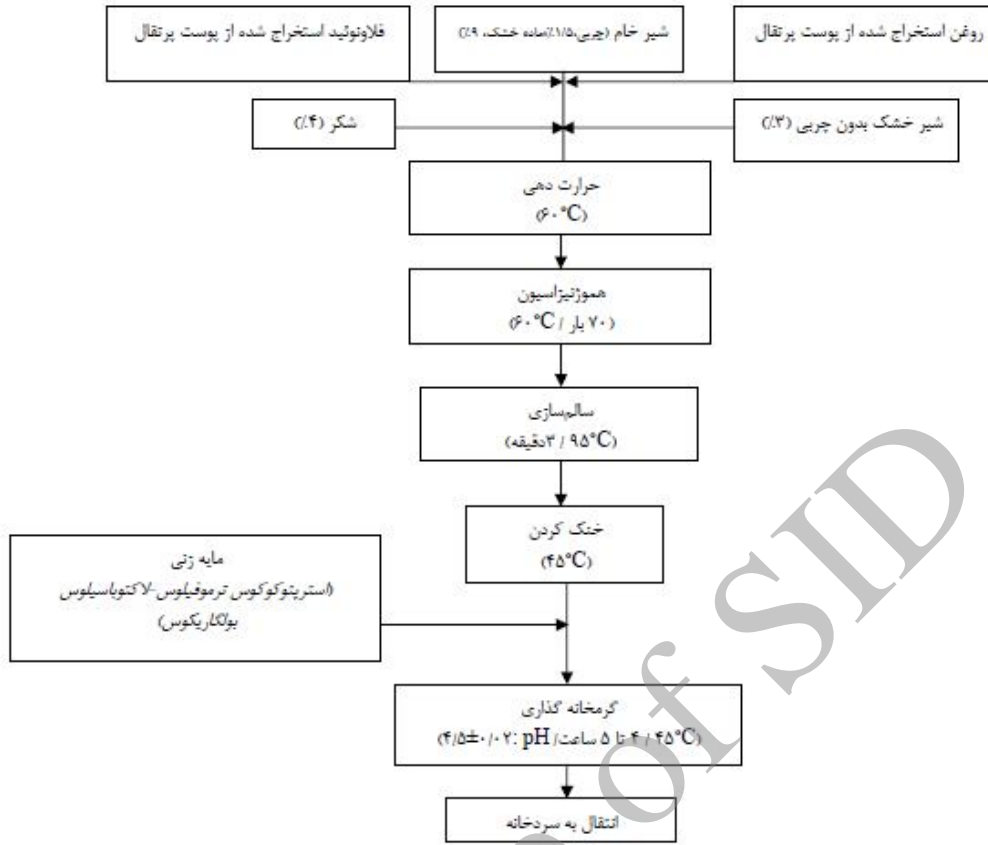 روغن استخراج شده از پوست پرتقال
شیر خام (چربی،۱/۵٪ماده خشک، ۹٪)
فلاونوئید استخراج شده از پوست پرتقال
شیر خشک بدون چربی (۳٪)
شکر (۴٪)
حرارت دهی
(۶۰°C)
هموژنیزاسیون
(۷۰ بار / ۶۰°C)
سالم‌سازی
(۹۵°C / ۳دقیقه)
خنک کردن
(۴۵°C)
مایه زنی
(استرپتوکوکوس ترموفیلوس-لاکتوباسیلوس
بولگاریکوس)
گرمخانه گذاری
(۴۵°C / ۴ تا ۵ ساعت/ pH :۴/۵±۰/۰۲)
انتقال به سردخانه
of SID